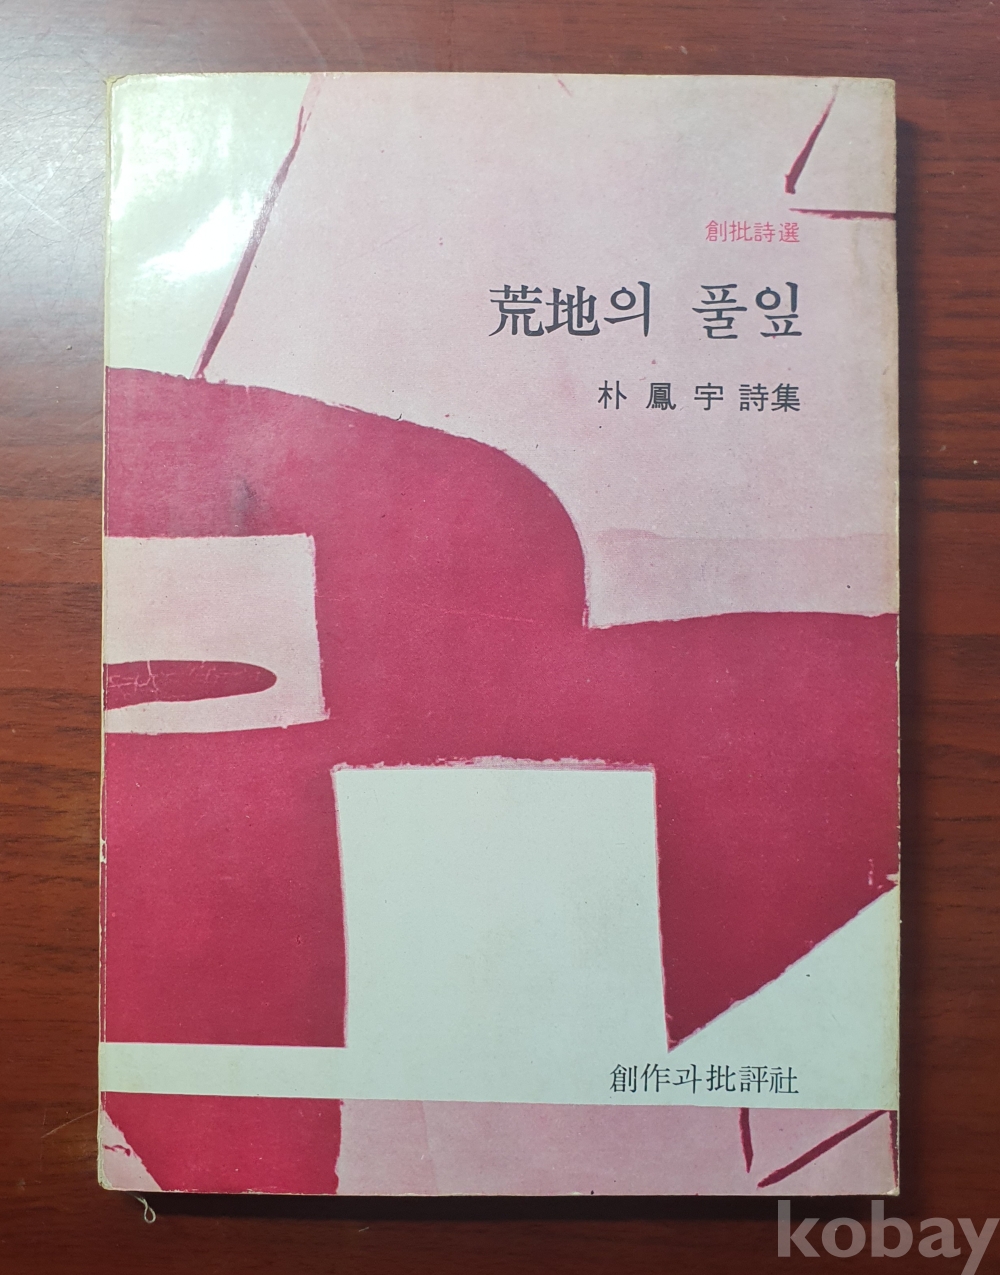 創批詩選
荒地의 풀잎
朴鳳宇 詩集
創作과批評社
kobay